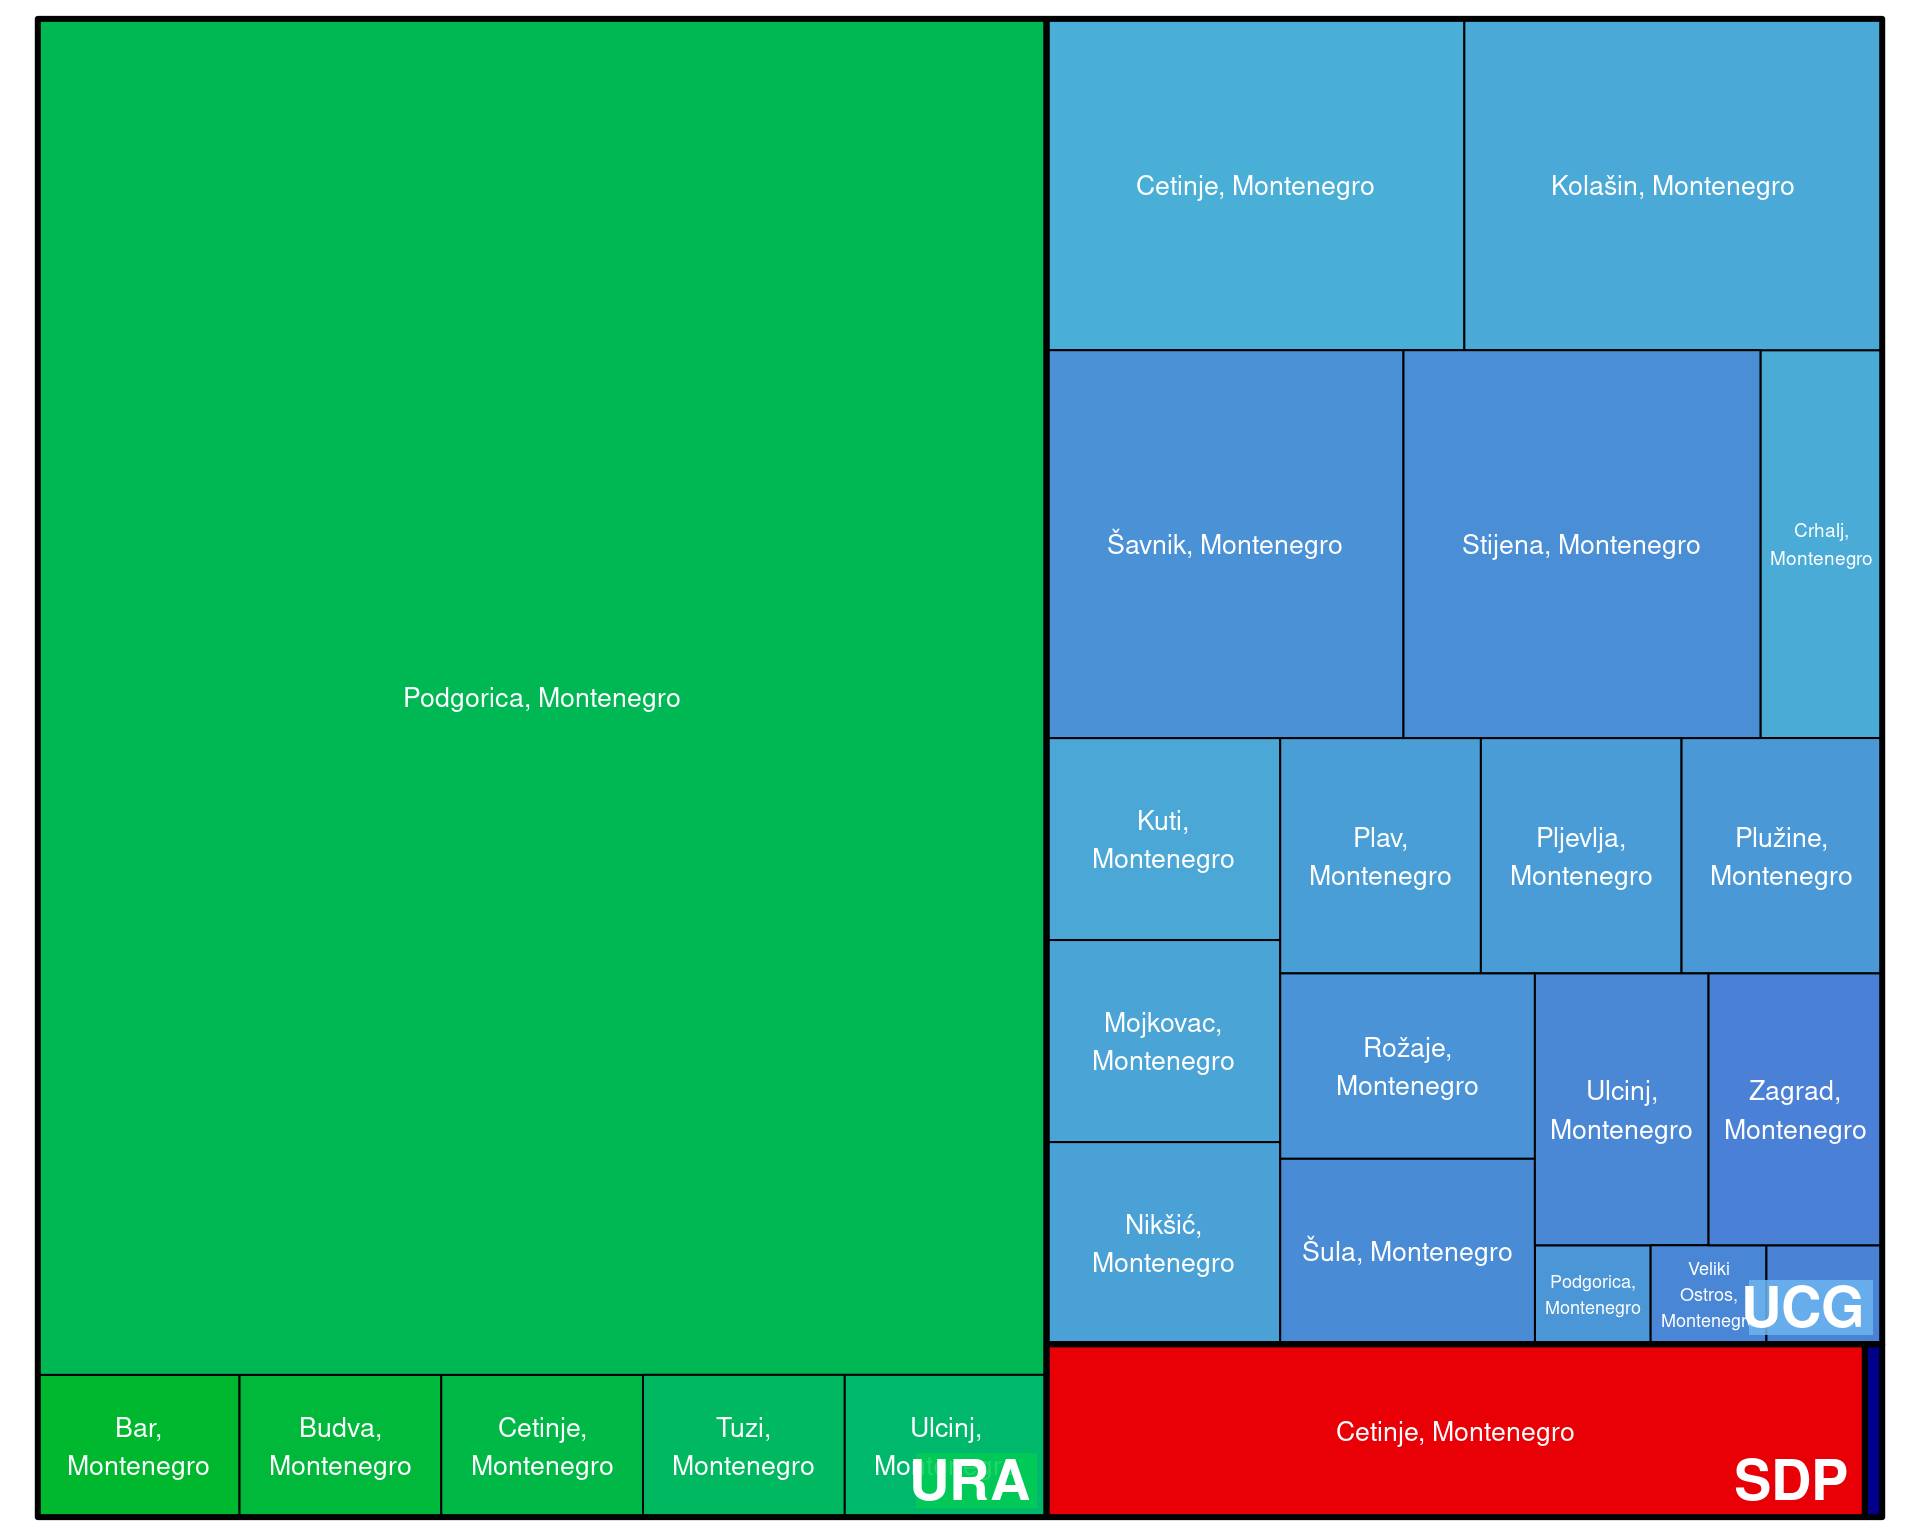 Podgorica, Montenegro
Bar,
Montenegro
Budva,
Montenegro
Cetinje,
Montenegro
Tuzi,
Montenegro
Ulcinj,
Montenegro
URA
Cetinje, Montenegro
Kolašin, Montenegro
Šavnik, Montenegro
Stijena, Montenegro
Crhalj,
Montenegro
Kuti,
Montenegro
Plav,
Montenegro
Pljevlja,
Montenegro
Plužine,
Montenegro
Mojkovac,
Montenegro
Nikšić,
Montenegro
Rožaje,
Montenegro
Šula, Montenegro
Ulcinj,
Montenegro
Zagrad,
Montenegro
Podgorica,
Montenegro
Veliki
Ostros,
Montenegro
UCG
Cetinje, Montenegro
SDP